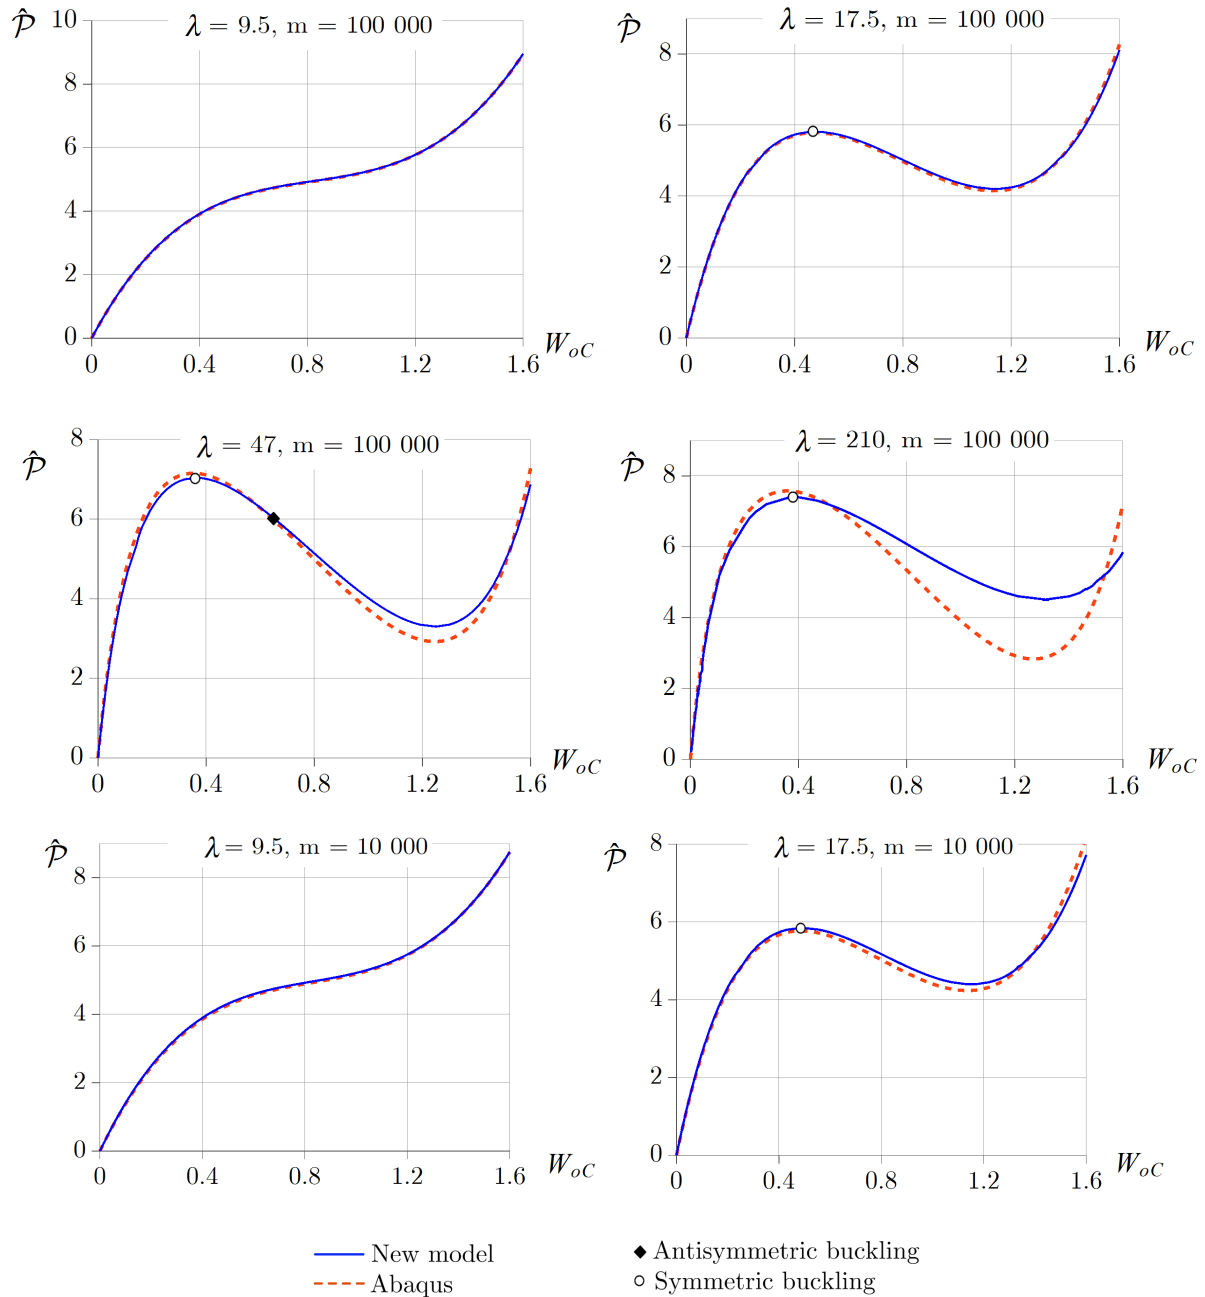 𝒫̂
10
λ = 9.5, m = 100 000
8
6
4
2
0
0 0.4 0.8 1.2 1.6
WoC
𝒫̂
λ = 17.5, m = 100 000
8
6
4
2
0
0 0.4 0.8 1.2 1.6
WoC
𝒫̂
8
λ = 47, m = 100 000
6
4
2
0
0 0.4 0.8 1.2 1.6
WoC
𝒫̂
λ = 210, m = 100 000
8
6
4
2
0
0 0.4 0.8 1.2 1.6
WoC
𝒫̂
λ = 9.5, m = 10 000
8
6
4
2
0
0 0.4 0.8 1.2 1.6
WoC
𝒫̂
8
λ = 17.5, m = 10 000
6
4
2
0
0 0.4 0.8 1.2 1.6
WoC
New model
Abaqus
Antisymmetric buckling
Symmetric buckling